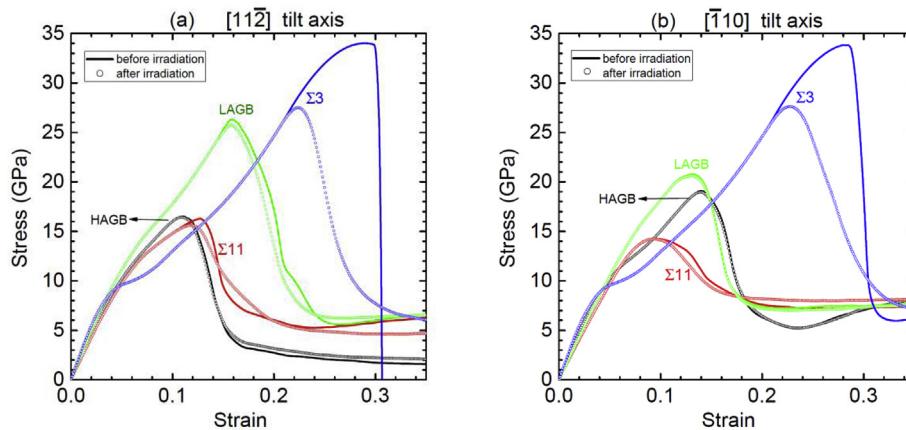 (a) [112̄] tilt axis
before irradiation
after irradiation
LAGB
Σ3
HAGB
Σ11
Stress (GPa)
35
30
25
20
15
10
5
0
0.0 0.1 0.2 0.3
Strain
(b) [1̄10] tilt axis
before irradiation
after irradiation
Σ3
LAGB
HAGB
Σ11
Stress (GPa)
35
30
25
20
15
10
5
0
0.0 0.1 0.2 0.3
Strain